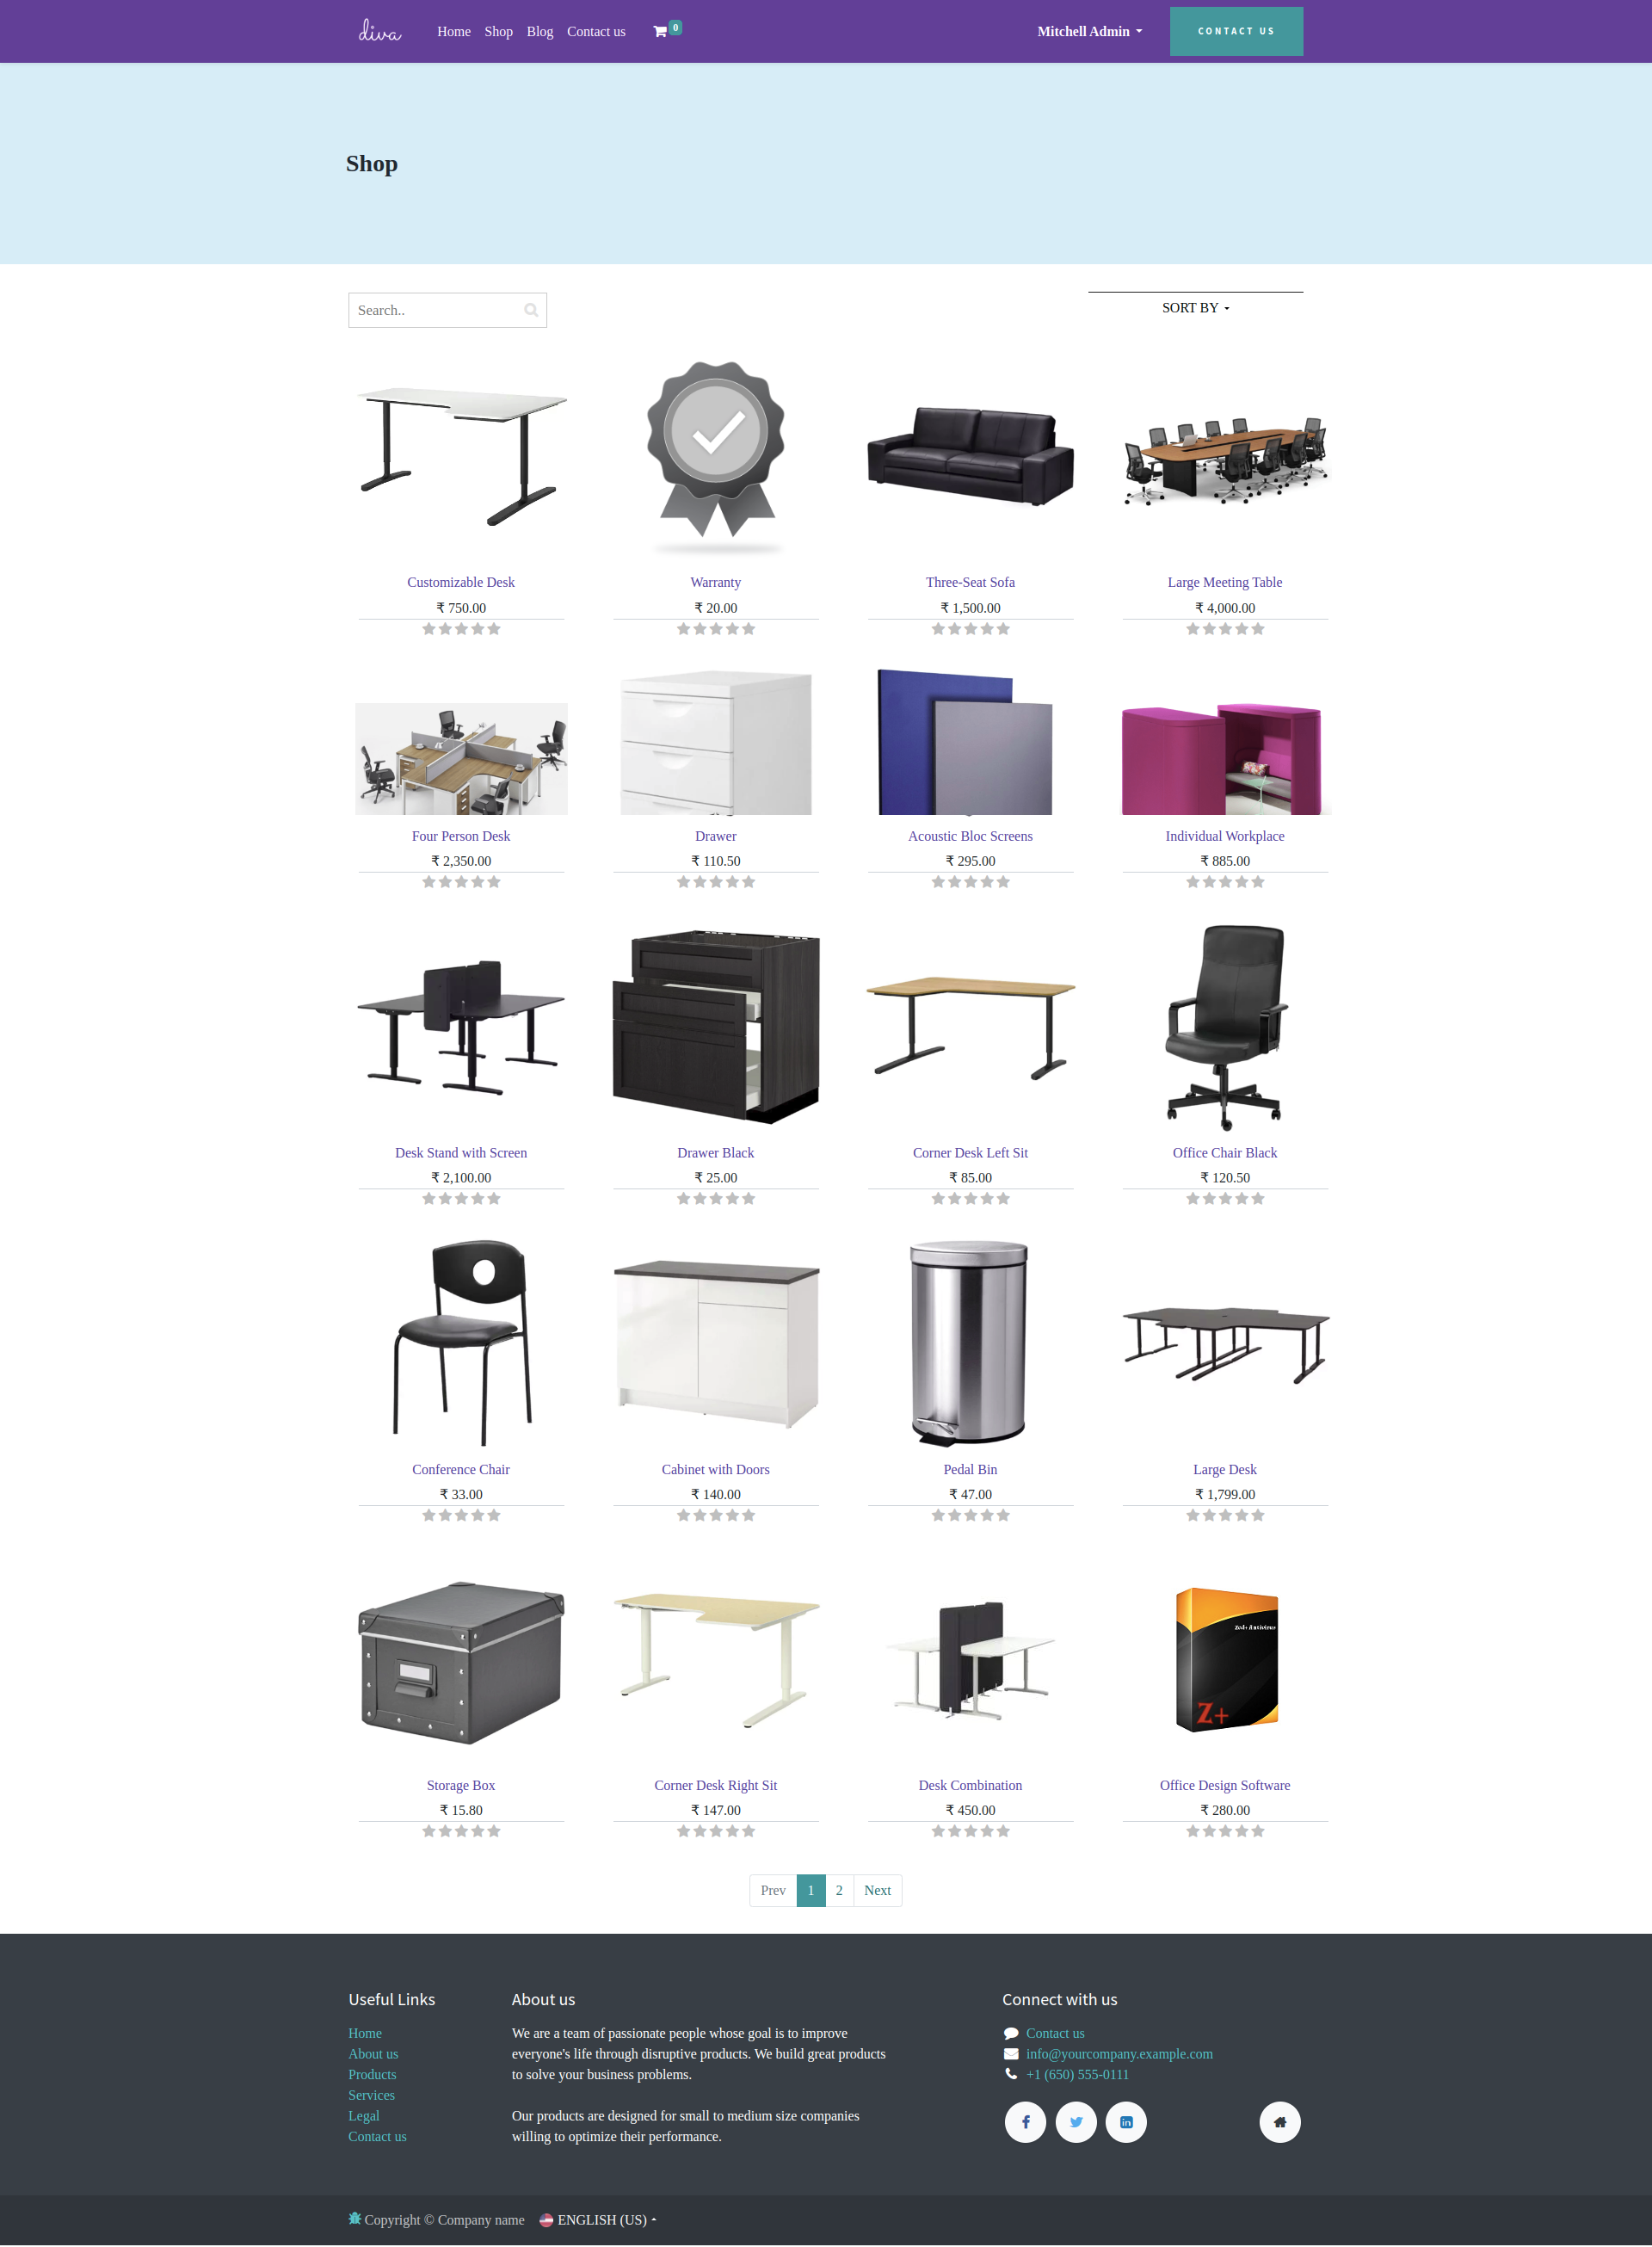 diva Home Shop Blog Contact us 0 Mitchell Admin CONTACT US
Shop
Search.. SORT BY
Customizable Desk Warranty Three-Seat Sofa Large Meeting Table
₹ 750.00 ₹ 20.00 ₹ 1,500.00 ₹ 4,000.00
Four Person Desk Drawer Acoustic Bloc Screens Individual Workplace
₹ 2,350.00 ₹ 110.50 ₹ 295.00 ₹ 885.00
Desk Stand with Screen Drawer Black Corner Desk Left Sit Office Chair Black
₹ 2,100.00 ₹ 25.00 ₹ 85.00 ₹ 120.50
Conference Chair Cabinet with Doors Pedal Bin Large Desk
₹ 33.00 ₹ 140.00 ₹ 47.00 ₹ 1,799.00
Zed+ Antivirus
Z+
Storage Box Corner Desk Right Sit Desk Combination Office Design Software
₹ 15.80 ₹ 147.00 ₹ 450.00 ₹ 280.00
Prev 1 2 Next
Useful Links
Home
About us
Products
Services
Legal
Contact us
About us
We are a team of passionate people whose goal is to improve
everyone's life through disruptive products. We build great products
to solve your business problems.
Our products are designed for small to medium size companies
willing to optimize their performance.
Connect with us
Contact us
info@yourcompany.example.com
+1 (650) 555-0111
Copyright © Company name ENGLISH (US)